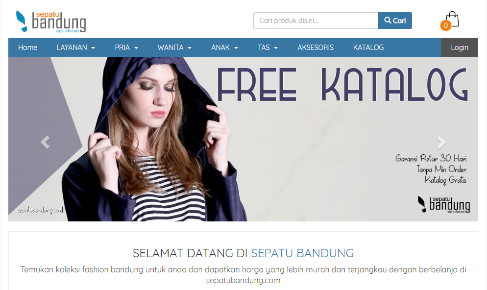 sepatu
bandung
Cari produk disini...
Cari
0
Home LAYANAN PRIA WANITA ANAK TAS AKSESORIS KATALOG Login
FREE KATALOG
Garansi Retur 30 Hari
Tanpa Min Order
Katalog Gratis
sepatu
bandung
SELAMAT DATANG DI SEPATU BANDUNG
Temukan koleksi fashion bandung untuk anda dan dapatkan harga yang lebih murah dan terjangkau dengan berbelanja di
sepatubandung.com